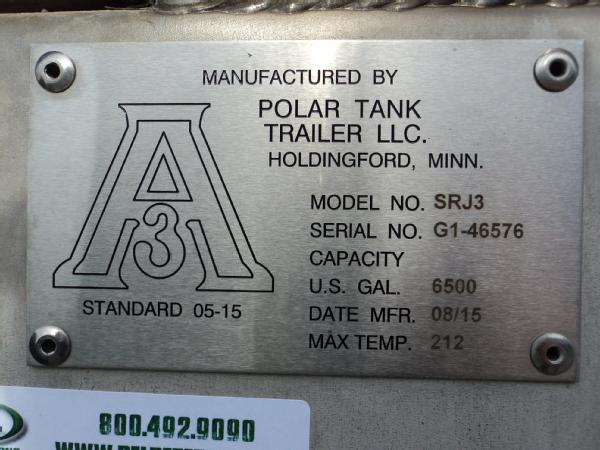 MANUFACTURED BY
POLAR TANK
TRAILER LLC.
HOLDINGFORD, MINN.
3
STANDARD 05-15
MODEL NO. SRJ3
SERIAL NO. G1-46576
CAPACITY
U.S. GAL. 6500
DATE MFR. 08/15
MAX TEMP. 212
800.492.9090